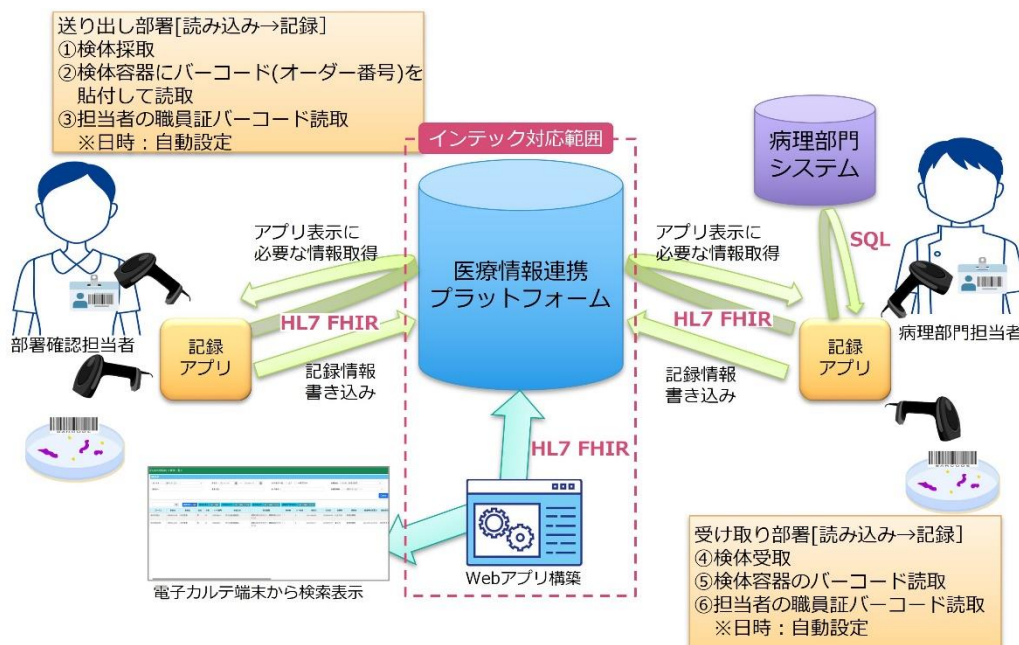 送り出し部署[読み込み→記録]
①検体採取
②検体容器にバーコード(オーダー番号)を
貼付して読取
③担当者の職員証バーコード読取
※日時：自動設定
インテック対応範囲
病理部門
システム
アプリ表示に
必要な情報取得
医療情報連携
プラットフォーム
アプリ表示に
必要な情報取得
SQL
HL7 FHIR
HL7 FHIR
部署確認担当者
記録
アプリ
記録
アプリ
病理部門担当者
記録情報
書き込み
記録情報
書き込み
HL7 FHIR
Webアプリ構築
電子カルテ端末から検索表示
受け取り部署[読み込み→記録]
④検体受取
⑤検体容器のバーコード読取
⑥担当者の職員証バーコード読取
※日時：自動設定